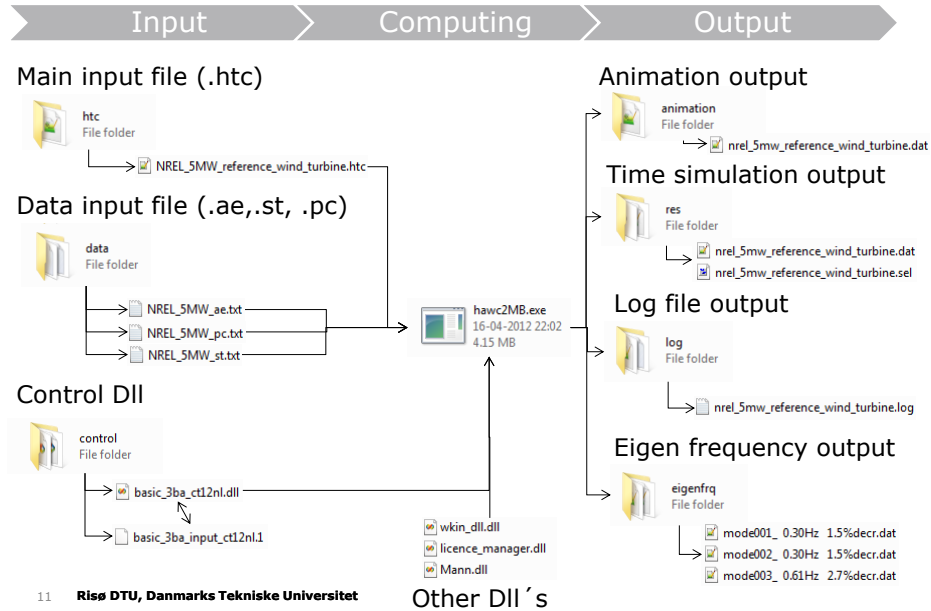 Input
Computing
Output
Main input file (.htc)
htc
File folder
NREL_5MW_reference_wind_turbine.htc
Data input file (.ae,.st, .pc)
data
File folder
NREL_5MW_ae.txt
NREL_5MW_pc.txt
NREL_5MW_st.txt
Control Dll
control
File folder
basic_3ba_ct12nl.dll
basic_3ba_input_ct12nl.1
hawc2MB.exe
16-04-2012 22:02
4.15 MB
wkin_dll.dll
licence_manager.dll
Mann.dll
Other Dll´s
Animation output
animation
File folder
nrel_5mw_reference_wind_turbine.dat
Time simulation output
res
File folder
nrel_5mw_reference_wind_turbine.dat
nrel_5mw_reference_wind_turbine.sel
Log file output
log
File folder
nrel_5mw_reference_wind_turbine.log
Eigen frequency output
eigenfrq
File folder
mode001_ 0.30Hz 1.5%decr.dat
mode002_ 0.30Hz 1.5%decr.dat
mode003_ 0.61Hz 2.7%decr.dat
11 Risø DTU, Danmarks Tekniske Universitet